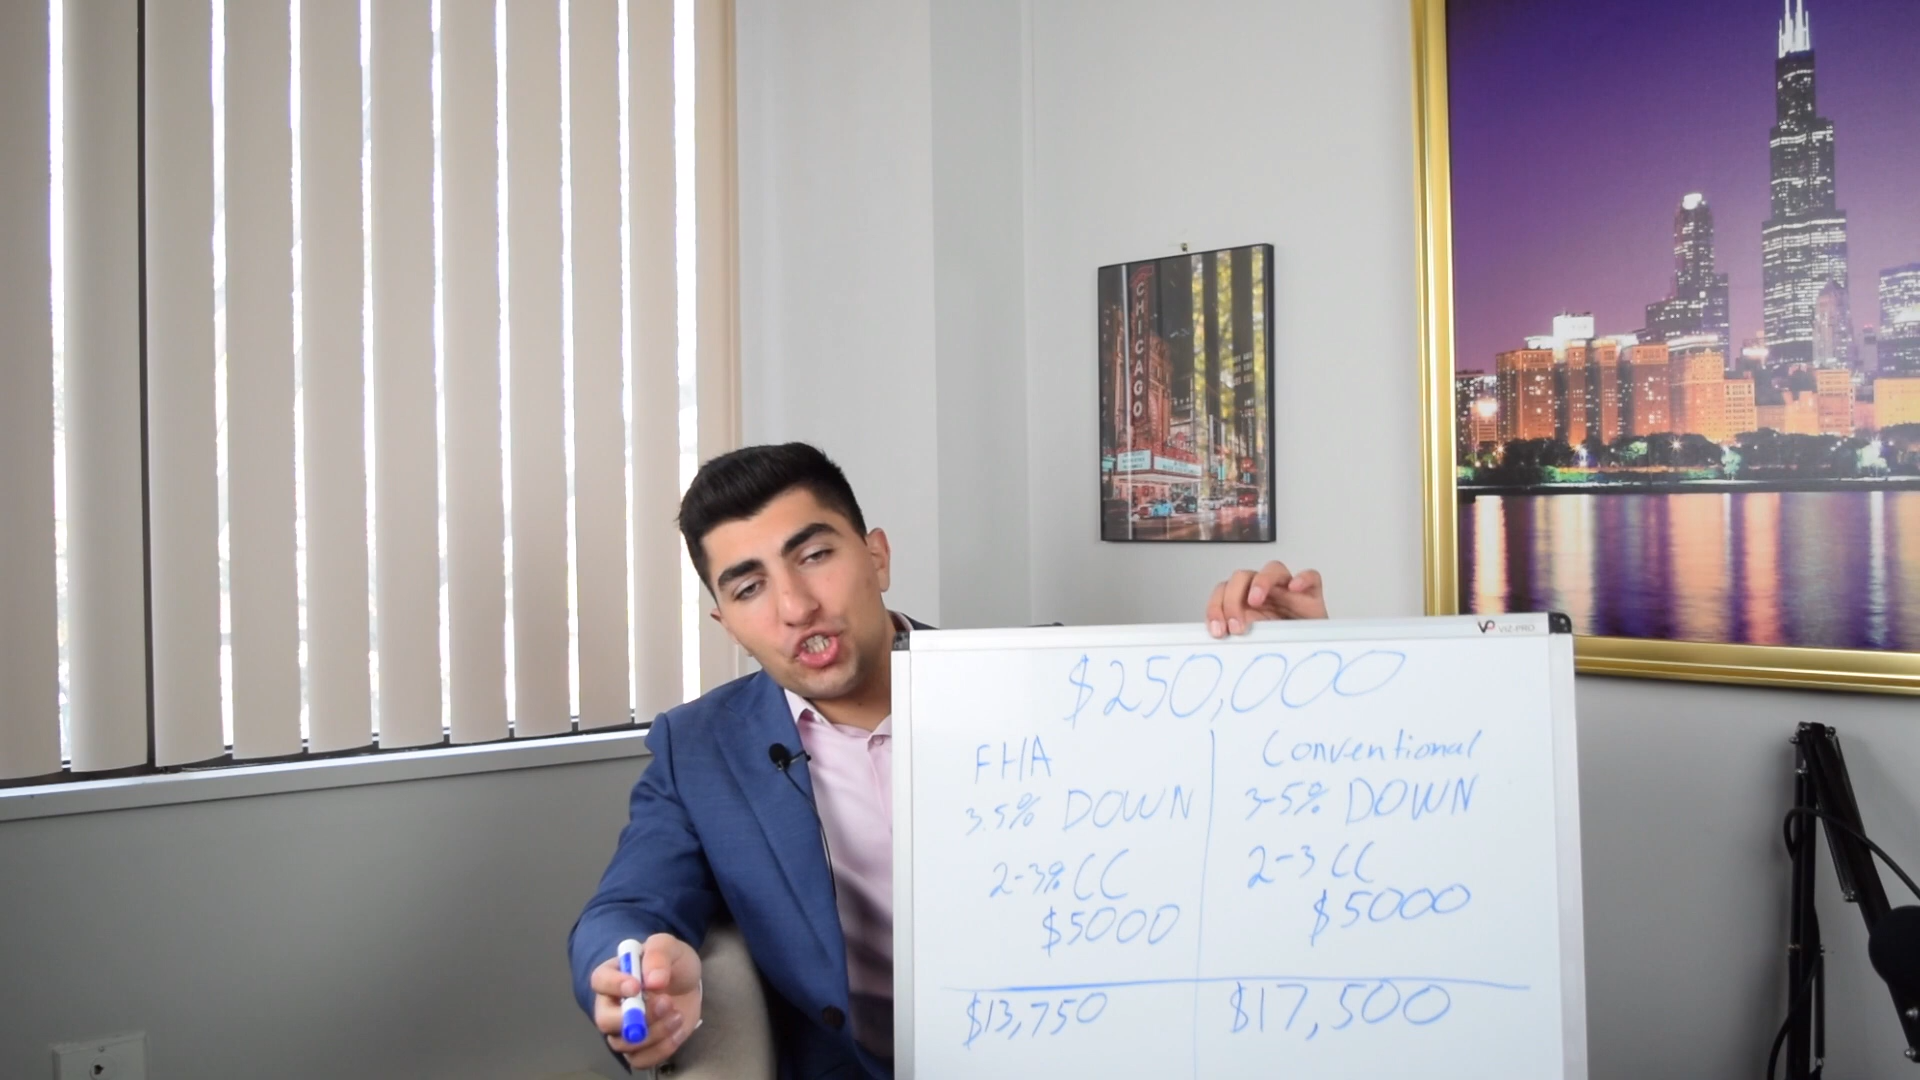 CHICAGO
CHICAGO
VIZ-PRO
$250,000
FHA
3.5% DOWN
2-3% CC
$5000
$13,750
Conventional
3-5% DOWN
2-3 CC
$5000
$17,500